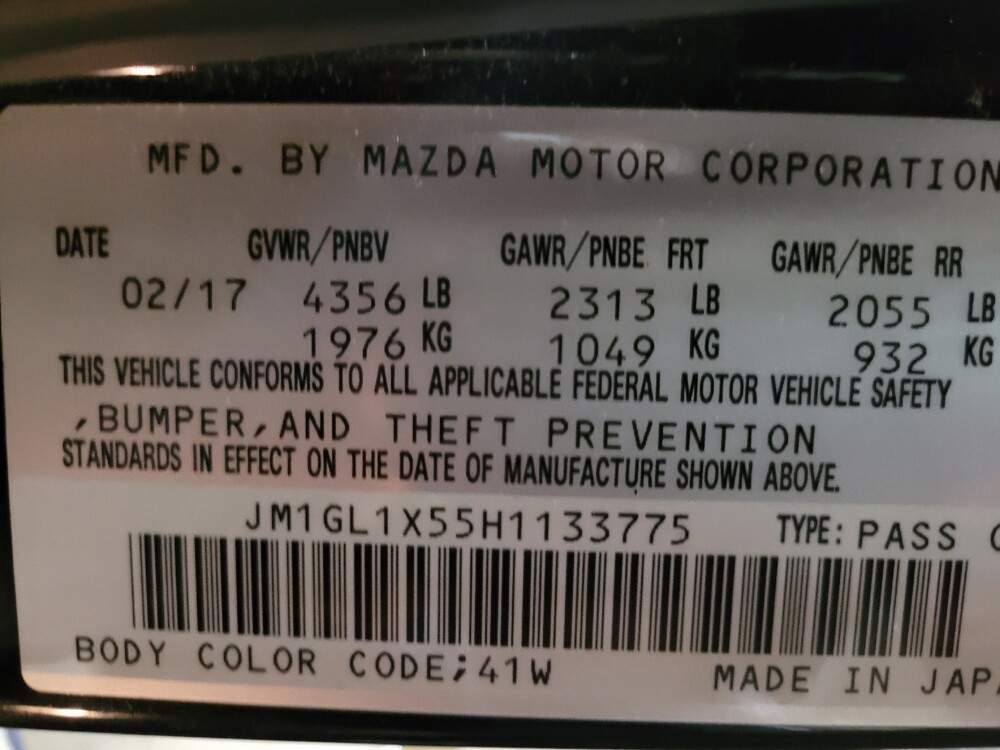 MFD. BY MAZDA MOTOR CORPORATION
DATE GVWR/PNBV GAWR/PNBE FRT GAWR/PNBE RR
02/17 4356 LB 2313 LB 2055 LB
1976 KG 1049 KG 932 KG
THIS VEHICLE CONFORMS TO ALL APPLICABLE FEDERAL MOTOR VEHICLE SAFETY
,BUMPER,AND THEFT PREVENTION
STANDARDS IN EFFECT ON THE DATE OF MANUFACTURE SHOWN ABOVE.
JM1GL1X55H1133775 TYPE: PASS
BODY COLOR CODE;41W MADE IN JAPA